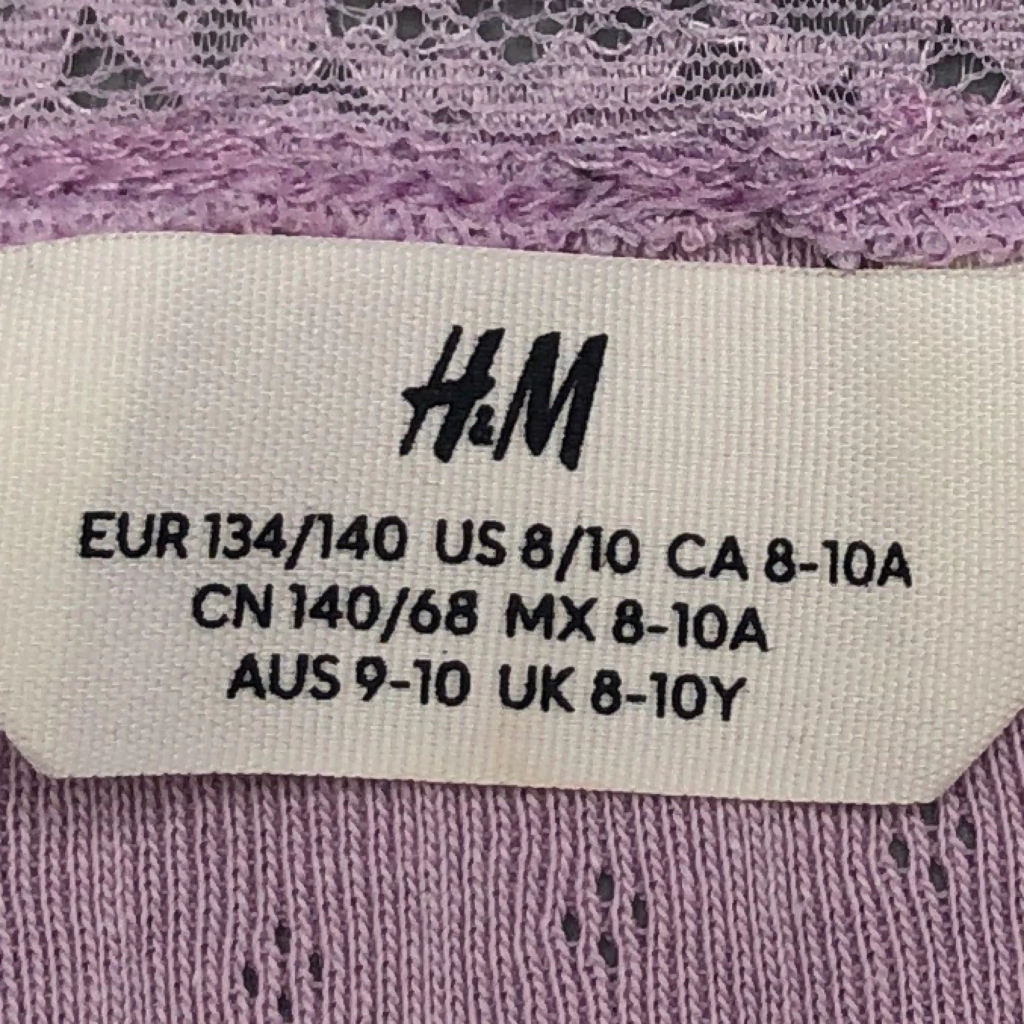 H&M
EUR 134/140 US 8/10 CA 8-10A
CN 140/68 MX 8-10A
AUS 9-10 UK 8-10Y